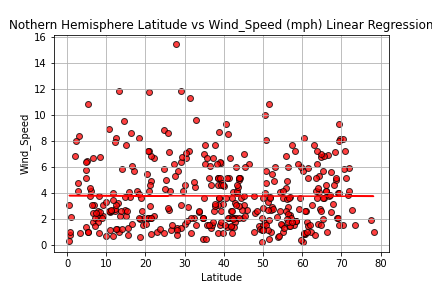 Nothern Hemisphere Latitude vs Wind_Speed (mph) Linear Regression
16
14
12
10
8
6
4
2
0
Wind_Speed
0 10 20 30 40 50 60 70 80
Latitude